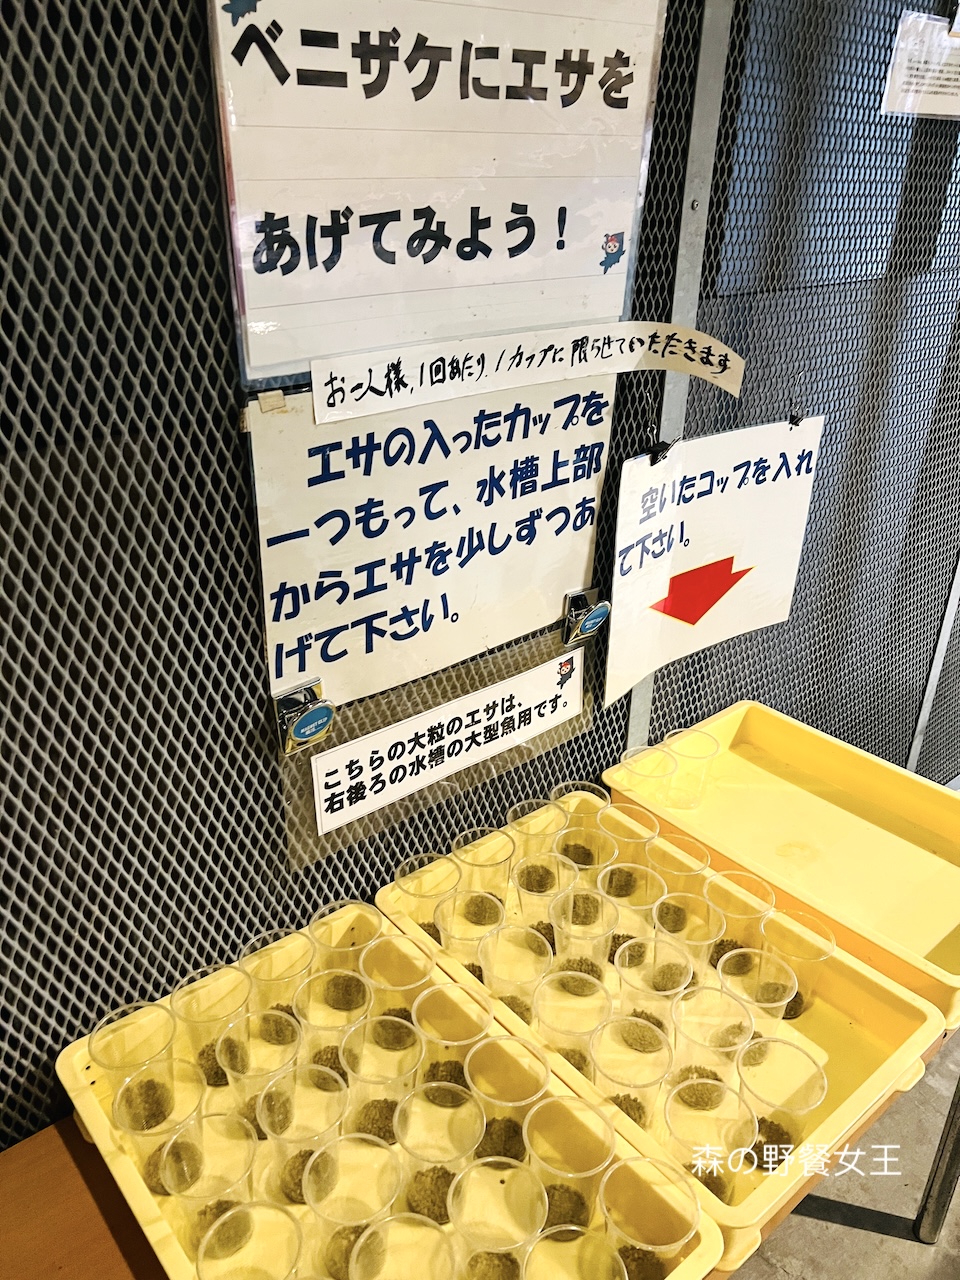 ベニザケにエサを
あげてみよう！
お一人様、1回あたり、1カップに限らせていただきます
エサの入ったカップを
一つもって、水槽上部
からエサを少しずつあ
げて下さい。
空いたコップを入れ
て下さい。
こちらの大粒のエサは、
右後ろの水槽の大型魚用です。
森の野餐女王